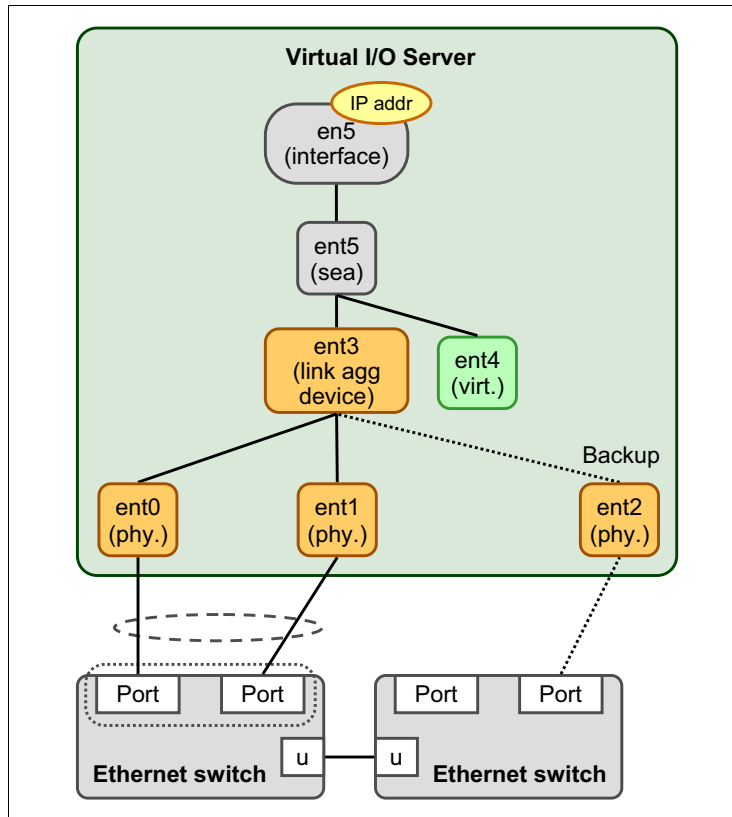 Virtual I/O Server
IP addr
en5
(interface)
ent5
(sea)
ent3
(link agg
device)
ent4
(virt.)
Backup
ent0
(phy.)
ent1
(phy.)
ent2
(phy.)
Port
Port
Port
Port
u
u
Ethernet switch
Ethernet switch